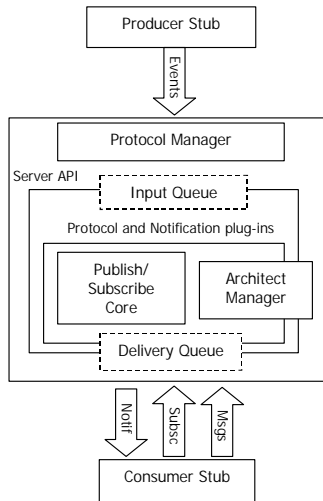 Producer Stub
Events
Protocol Manager
Server API
Input Queue
Protocol and Notification plug-ins
Publish/
Subscribe
Core
Architect
Manager
Delivery Queue
Notif
Subsc
Msgs
Consumer Stub